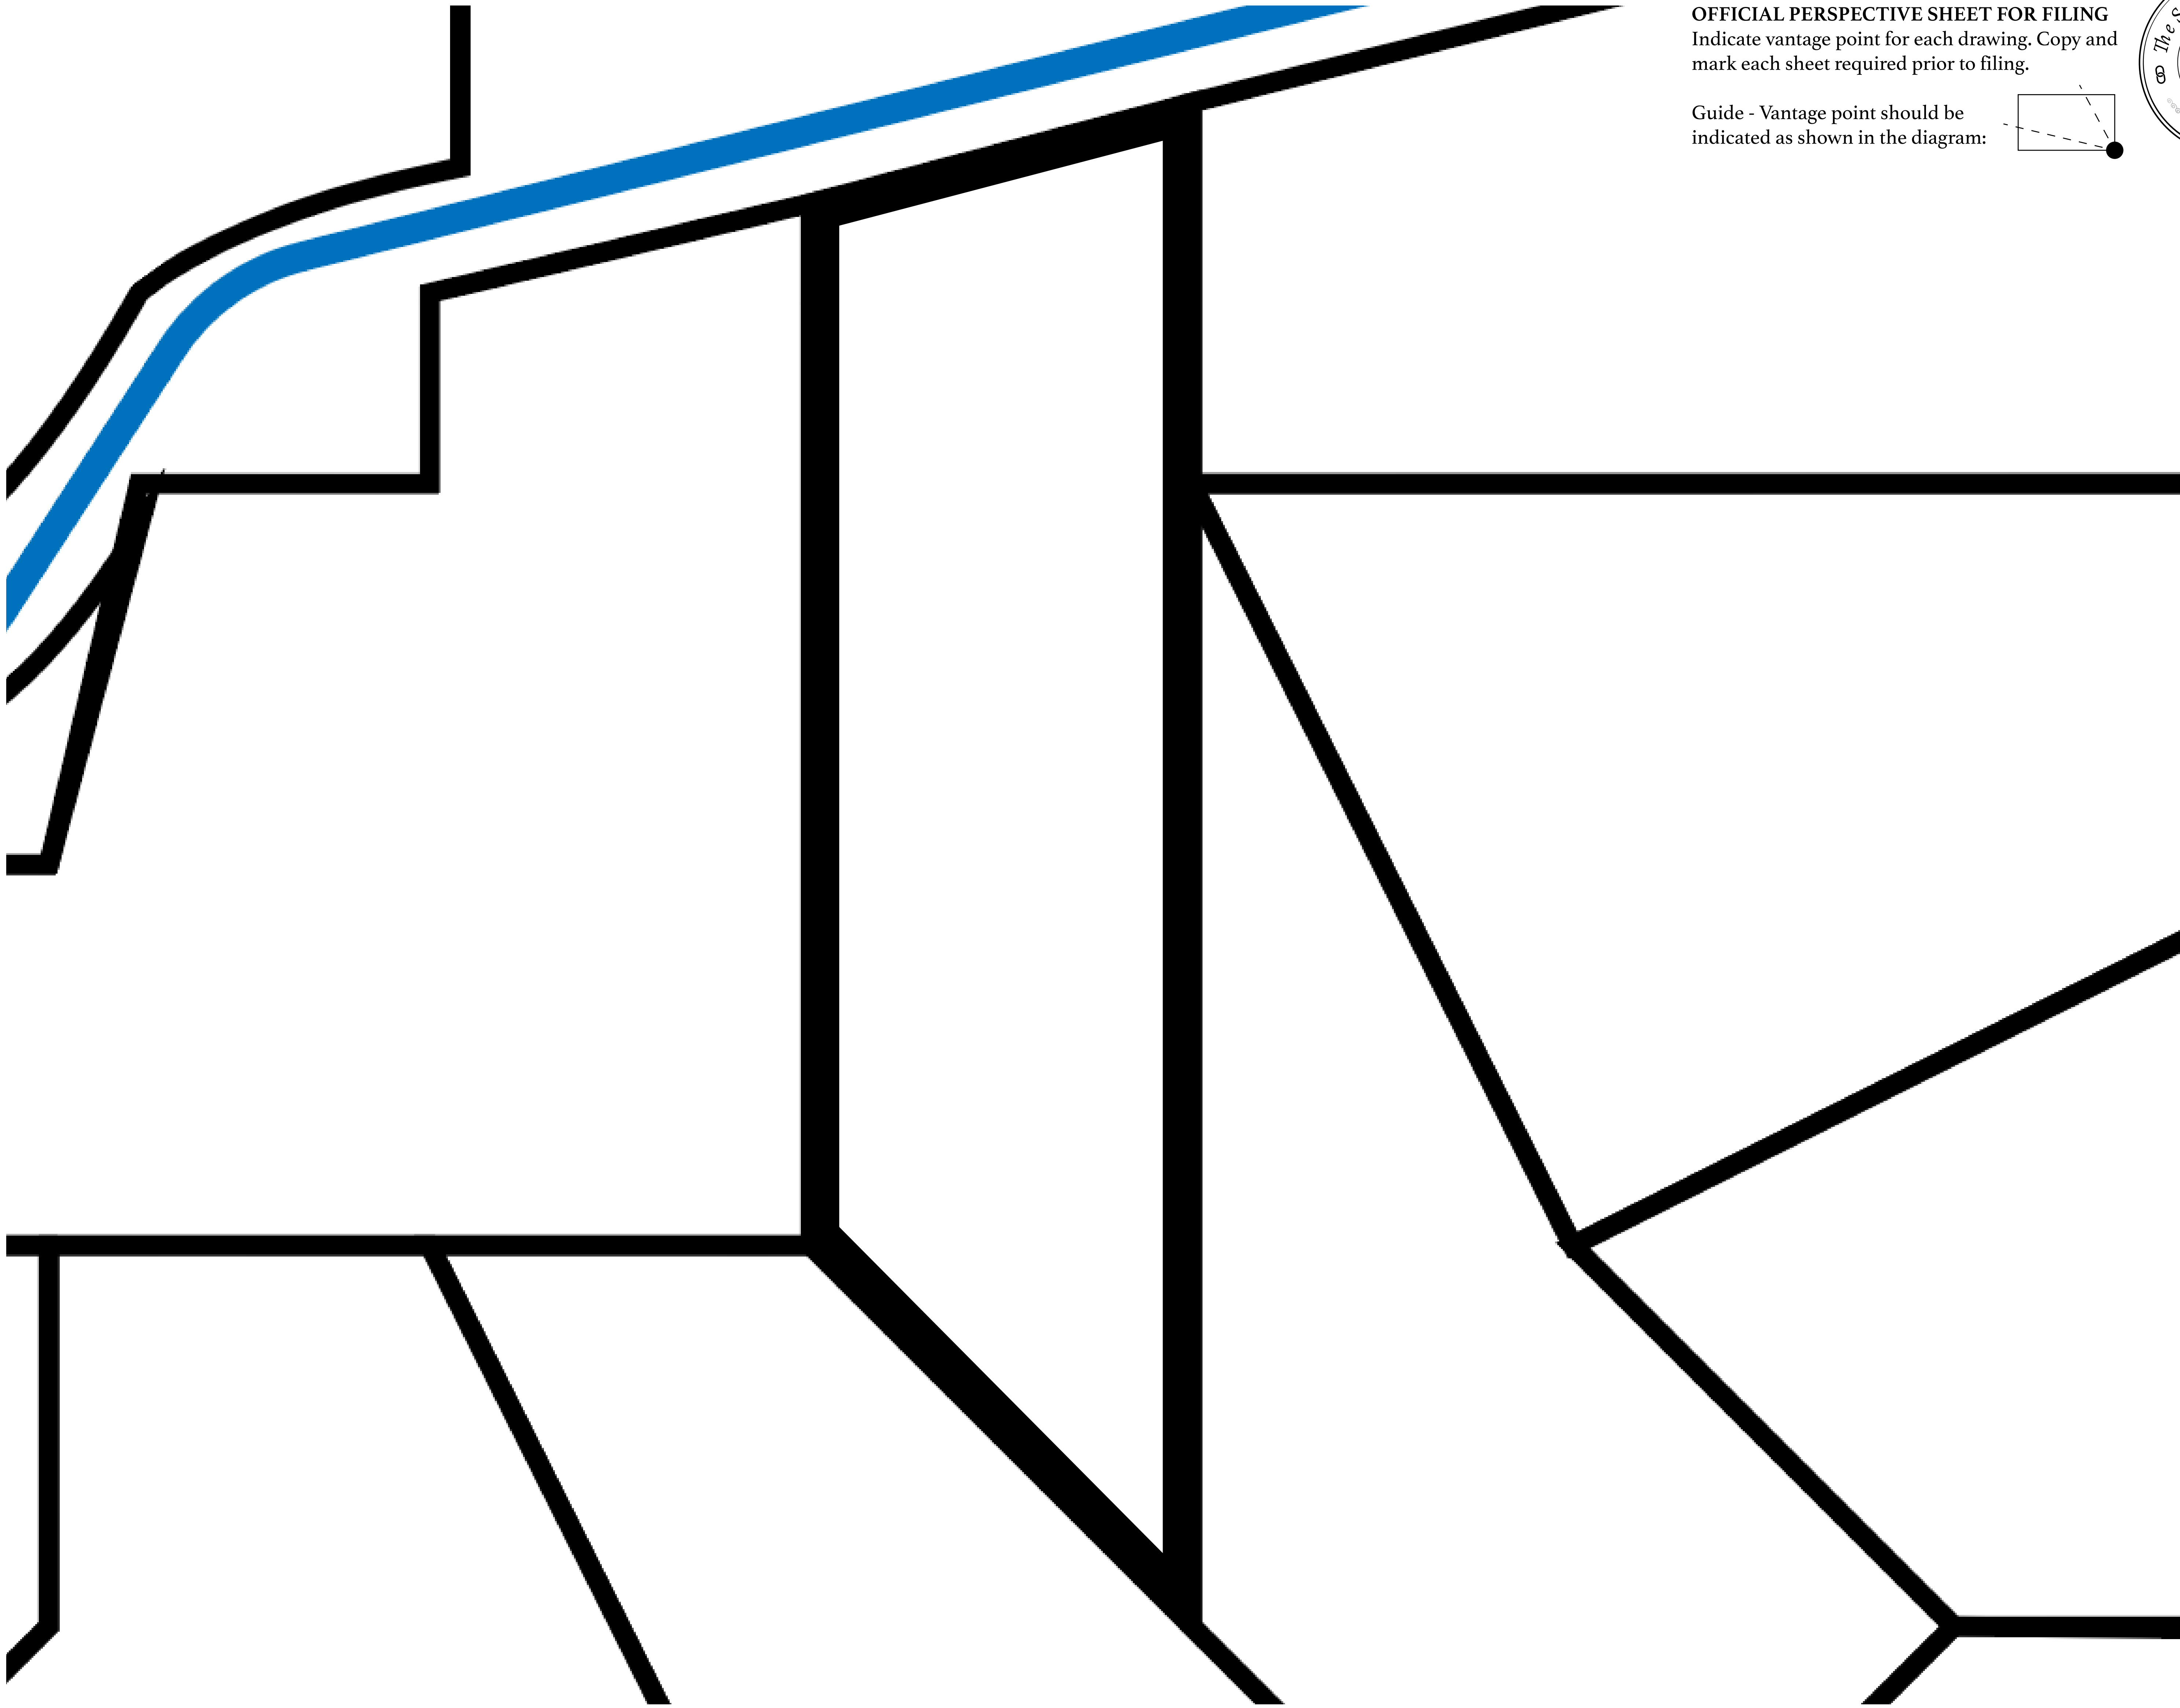 OFFICIAL PERSPECTIVE SHEET FOR FILING
Indicate vantage point for each drawing. Copy and
mark each sheet required prior to filing.
Guide - Vantage point should be
indicated as shown in the diagram:
The